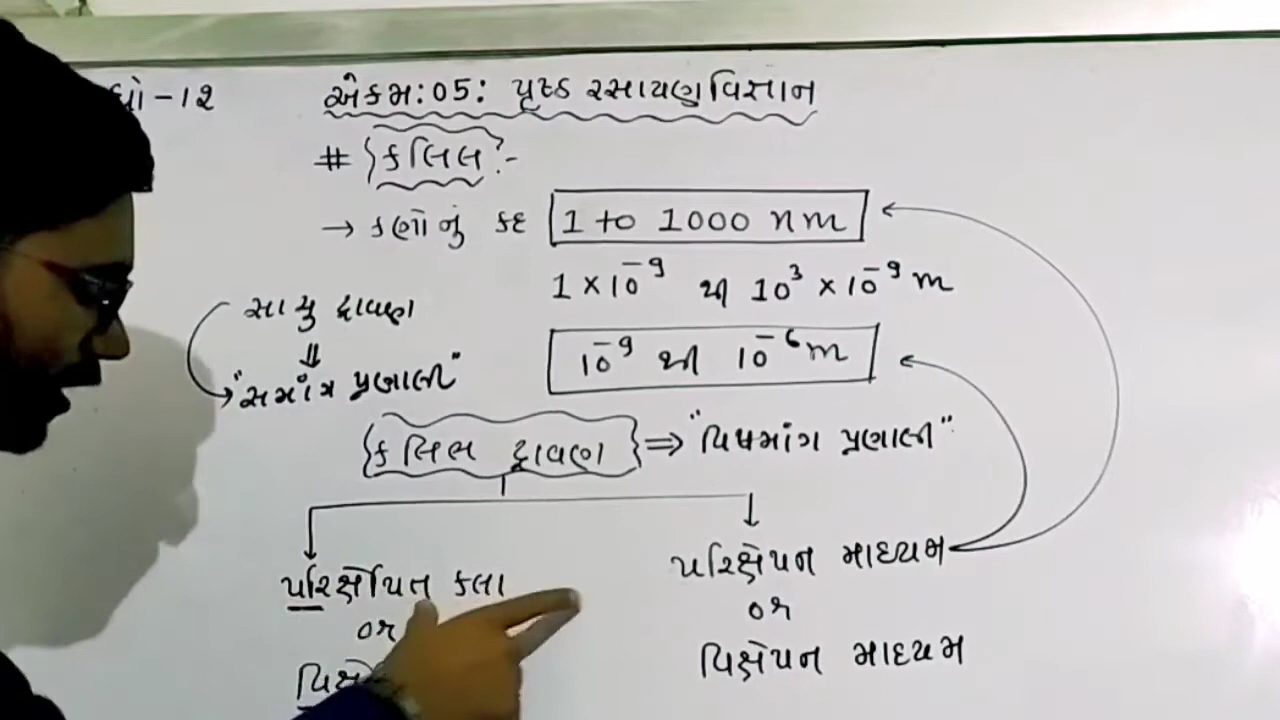 -12 એકમ:05: પૃષ્ઠ રસાયણવિજ્ઞાન
# કલિલ :-
→ કણોનું કદ 1 to 1000 nm
1 × 10⁻⁹ થી 10³ × 10⁻⁹ m
સાચુ દ્રાવણ
⇓
10⁻⁹ થી 10⁻⁶ m
→ "સમાંગ પ્રણાલી"
કલિલ દ્રાવણ ⇒ "વિષમાંગ પ્રણાલી"
પરિક્ષેપિત કલા
or
પરિક્ષેપન માધ્યમ
or
વિક્ષેપન માધ્યમ